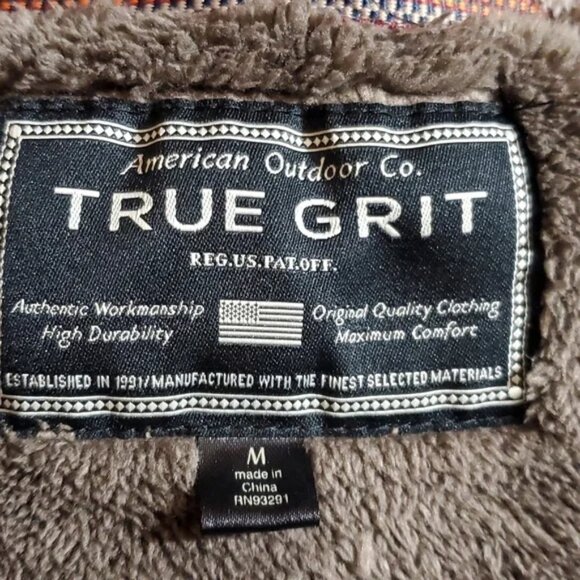 American Outdoor Co.
TRUE GRIT
REG.US.PAT.OFF.
Authentic Workmanship
High Durability
Original Quality Clothing
Maximum Comfort
ESTABLISHED IN 1991/MANUFACTURED WITH THE FINEST SELECTED MATERIALS
M
made in
China
RN93291